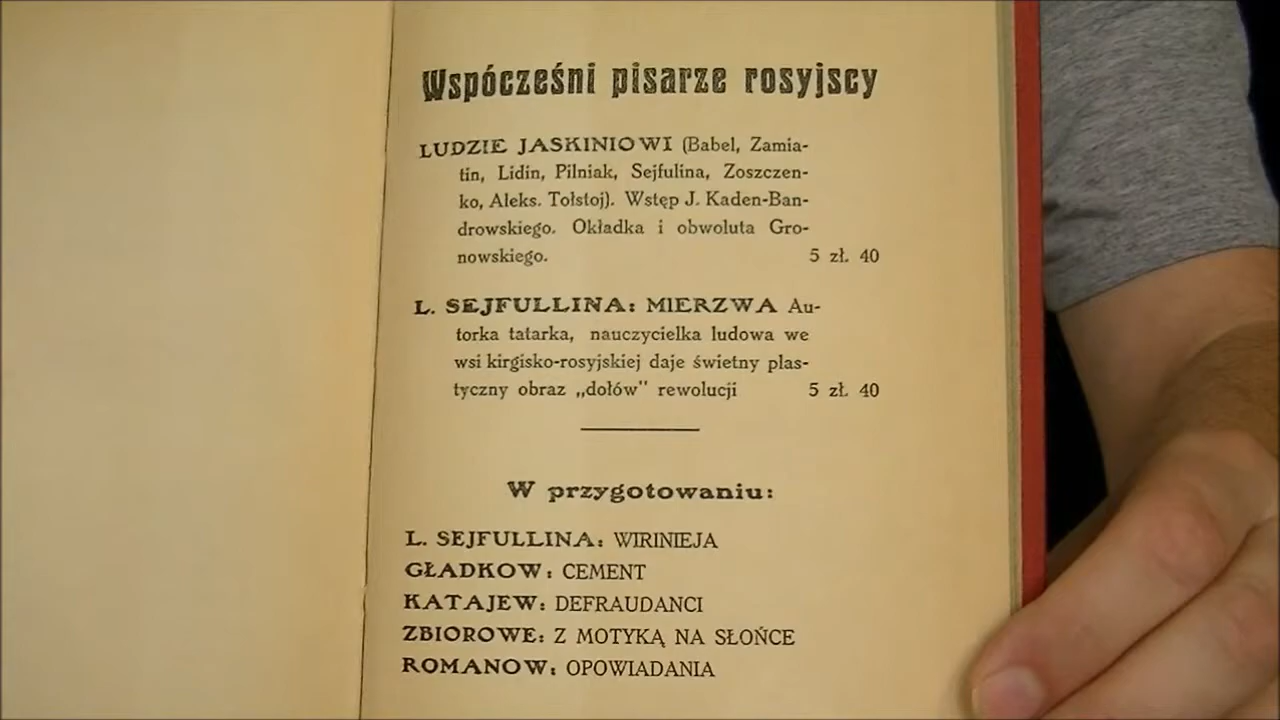 Wspócześni pisarze rosyjscy
LUDZIE JASKINIOWI (Babel, Zamia-
tin, Lidin, Pilniak, Sejfulina, Zoszczen-
ko, Aleks. Tołstoj). Wstęp J. Kaden-Ban-
drowskiego. Okładka i obwoluta Gro-
nowskiego. 5 zł. 40
L. SEJFULLINA: MIERZWA Au-
torka tatarka, nauczycielka ludowa we
wsi kirgisko-rosyjskiej daje świetny plas-
tyczny obraz „dołów" rewolucji 5 zł. 40
W przygotowaniu:
L. SEJFULLINA: WIRINIEJA
GŁADKOW: CEMENT
KATAJEW: DEFRAUDANCI
ZBIOROWE: Z MOTYKĄ NA SŁOŃCE
ROMANOW: OPOWIADANIA